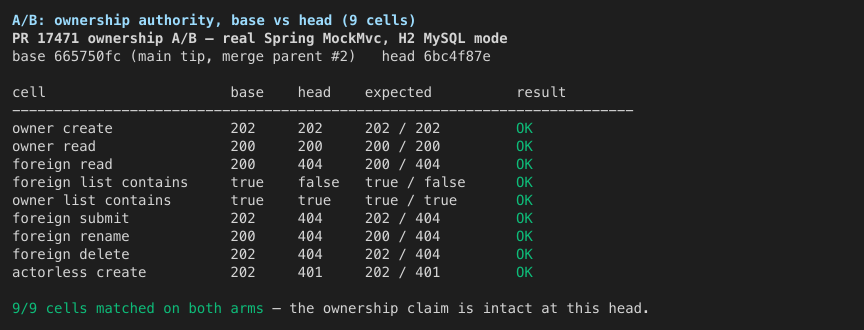 A/B: ownership authority, base vs head (9 cells)
PR 17471 ownership A/B — real Spring MockMvc, H2 MySQL mode
base 665750fc (main tip, merge parent #2)   head 6bc4f87e
cell                      base    head    expected          result
owner create              202     202     202 / 202         OK
owner read                200     200     200 / 200         OK
foreign read              200     404     200 / 404         OK
foreign list contains     true    false   true / false      OK
owner list contains       true    true    true / true       OK
foreign submit            202     404     202 / 404         OK
foreign rename            200     404     200 / 404         OK
foreign delete            202     404     202 / 404         OK
actorless create          202     401     202 / 401         OK
9/9 cells matched on both arms — the ownership claim is intact at this head.